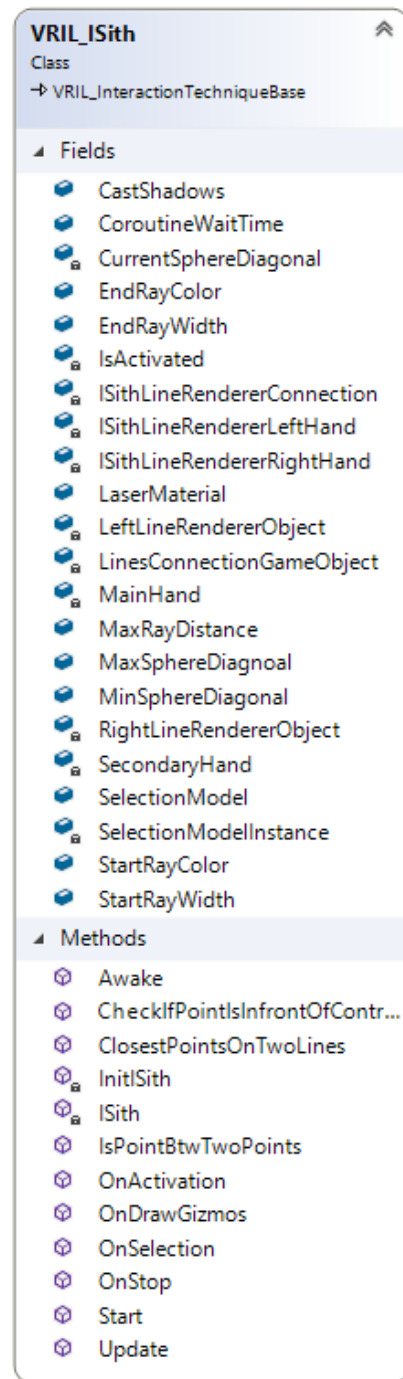 VRIL_ISith
Class
VRIL_InteractionTechniqueBase
Fields
CastShadows
CoroutineWaitTime
CurrentSphereDiagonal
EndRayColor
EndRayWidth
IsActivated
ISithLineRendererConnection
ISithLineRendererLeftHand
ISithLineRendererRightHand
LaserMaterial
LeftLineRendererObject
LinesConnectionGameObject
MainHand
MaxRayDistance
MaxSphereDiagnoal
MinSphereDiagonal
RightLineRendererObject
SecondaryHand
SelectionModel
SelectionModelInstance
StartRayColor
StartRayWidth
Methods
Awake
CheckIfPointIsInfrontOfContr...
ClosestPointsOnTwoLines
InitISith
ISith
IsPointBtwTwoPoints
OnActivation
OnDrawGizmos
OnSelection
OnStop
Start
Update